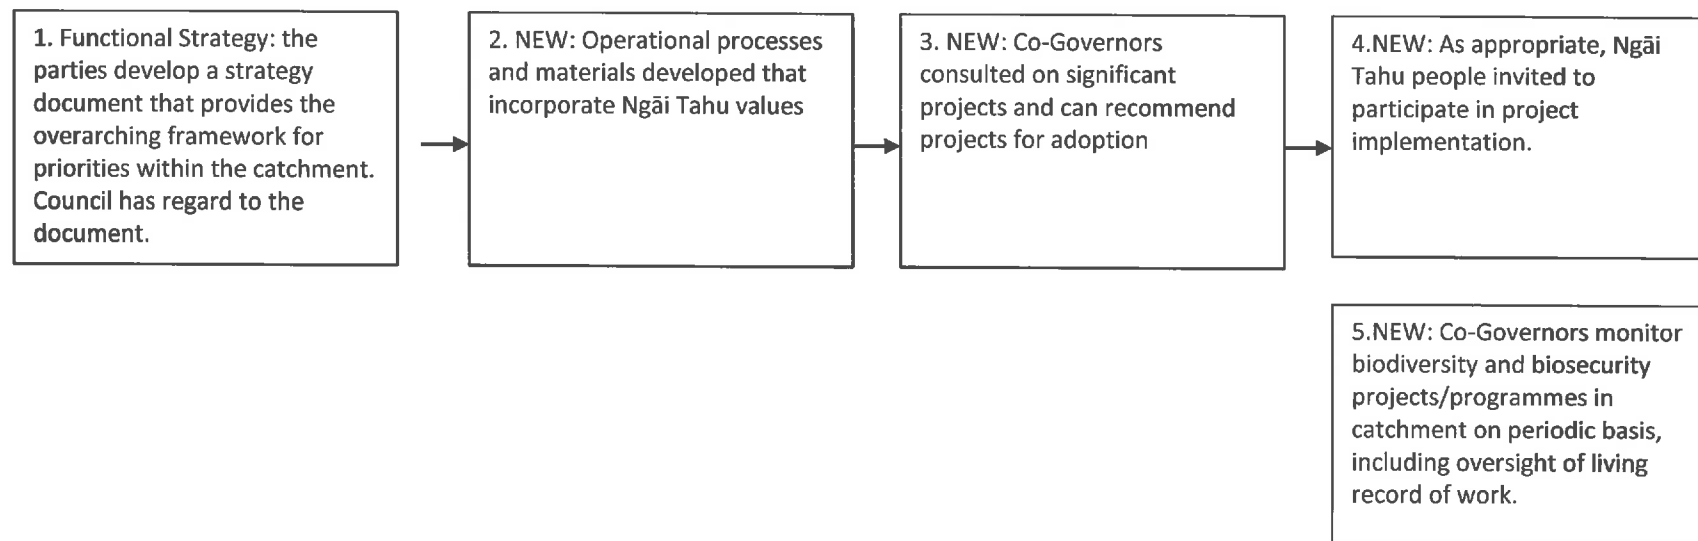 1. Functional Strategy: the
parties develop a strategy
document that provides the
overarching framework for
priorities within the catchment.
Council has regard to the
document.
2. NEW: Operational processes
and materials developed that
incorporate Ngāi Tahu values
3. NEW: Co-Governors
consulted on significant
projects and can recommend
projects for adoption
4.NEW: As appropriate, Ngāi
Tahu people invited to
participate in project
implementation.
5.NEW: Co-Governors monitor
biodiversity and biosecurity
projects/programmes in
catchment on periodic basis,
including oversight of living
record of work.